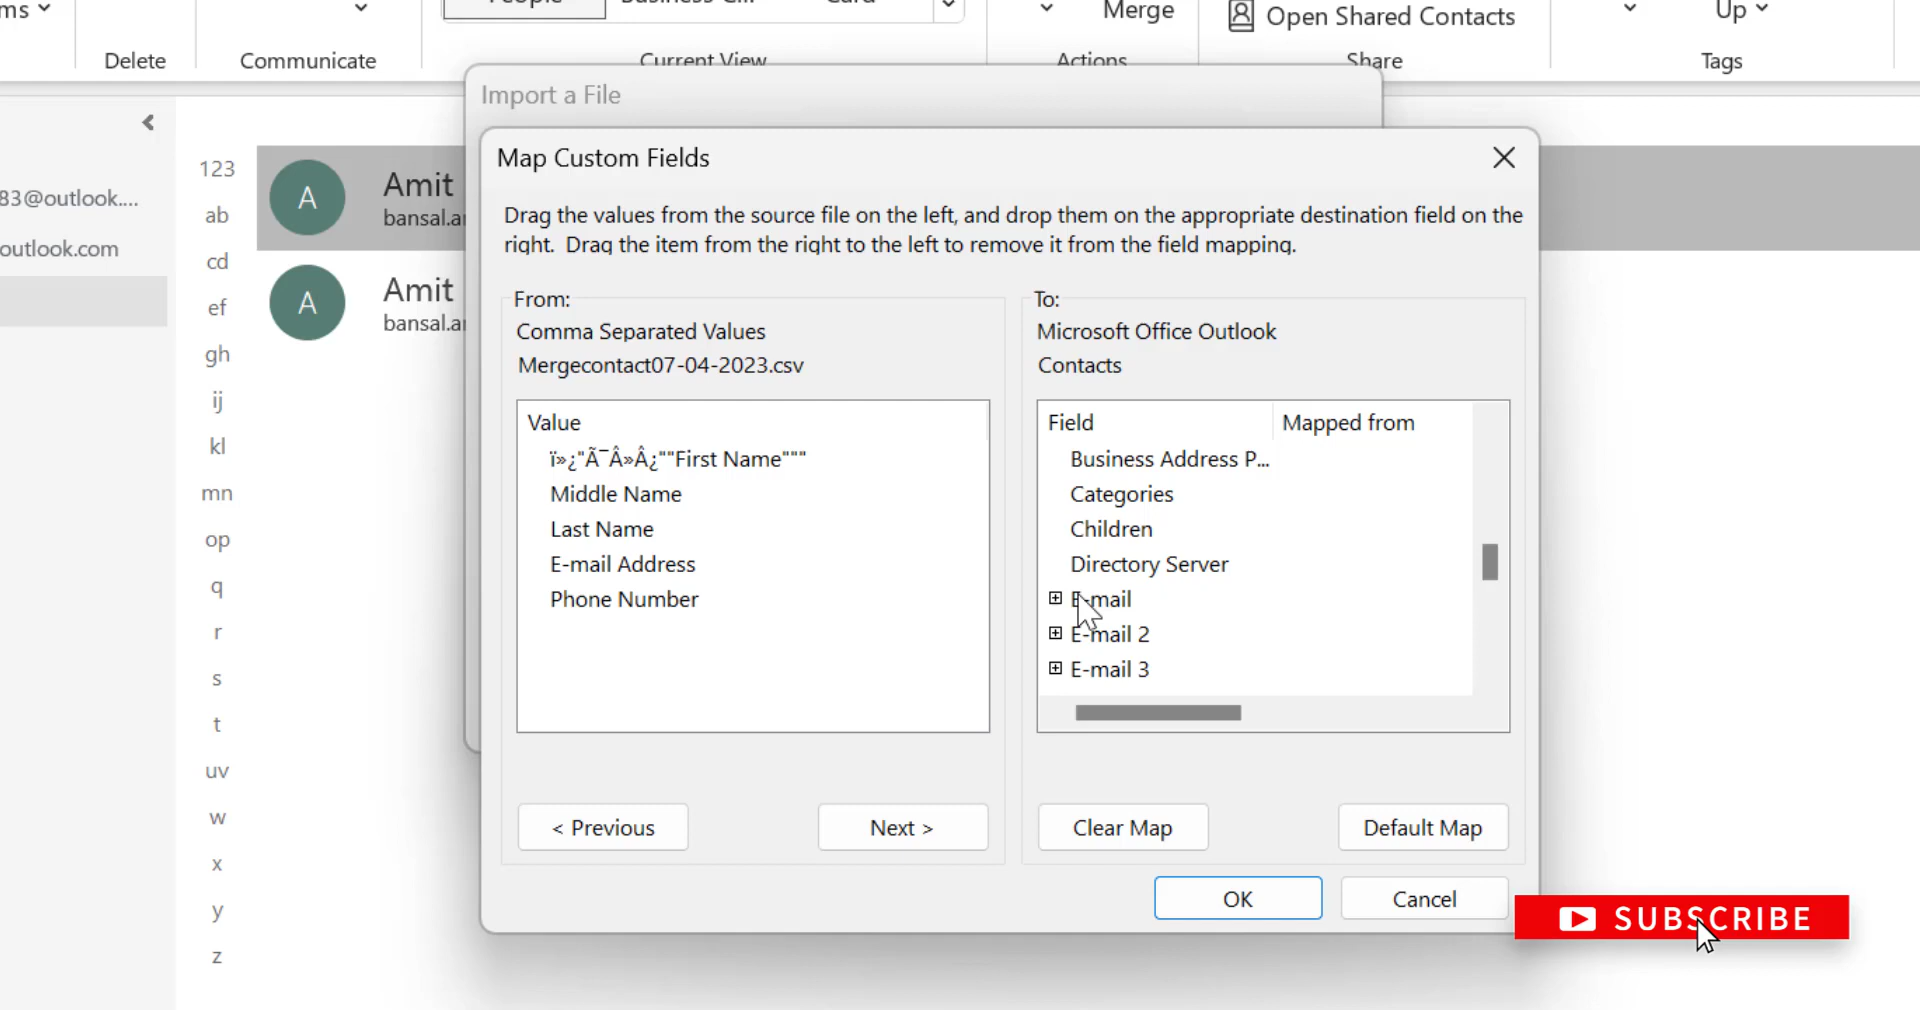 ms
People
Card
Merge
Open Shared Contacts
Up
Delete
Communicate
Current View
Actions
Share
Tags
Import a File
Map Custom Fields
Drag the values from the source file on the left, and drop them on the appropriate destination field on the
right. Drag the item from the right to the left to remove it from the field mapping.
83@outlook....
outlook.com
123
ab
cd
ef
gh
ij
kl
mn
op
q
r
s
t
uv
w
x
y
z
A
Amit
bansal.ar
A
Amit
bansal.ar
From:
Comma Separated Values
Mergecontact07-04-2023.csv
Value
ï»¿"Ã¯Â»Â¿""First Name"""
Middle Name
Last Name
E-mail Address
Phone Number
< Previous
Next >
To:
Microsoft Office Outlook
Contacts
Field
Mapped from
Business Address P...
Categories
Children
Directory Server
E-mail
E-mail 2
E-mail 3
Clear Map
Default Map
OK
Cancel
SUBSCRIBE